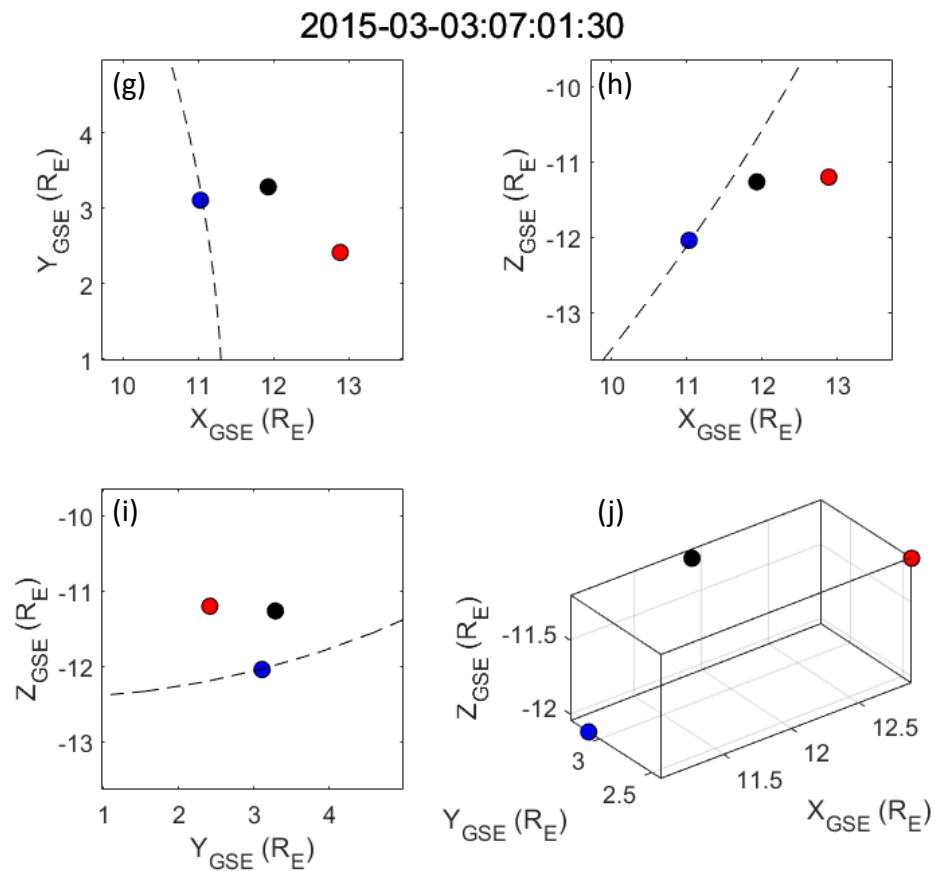 2015-03-03:07:01:30
(g)
4
3
2
1
Y_GSE (R_E)
10 11 12 13
X_GSE (R_E)
(h)
-10
-11
-12
-13
Z_GSE (R_E)
10 11 12 13
X_GSE (R_E)
(i)
-10
-11
-12
-13
Z_GSE (R_E)
1 2 3 4
Y_GSE (R_E)
(j)
-11.5
-12
Z_GSE (R_E)
3
2.5
Y_GSE (R_E)
11.5 12 12.5
X_GSE (R_E)